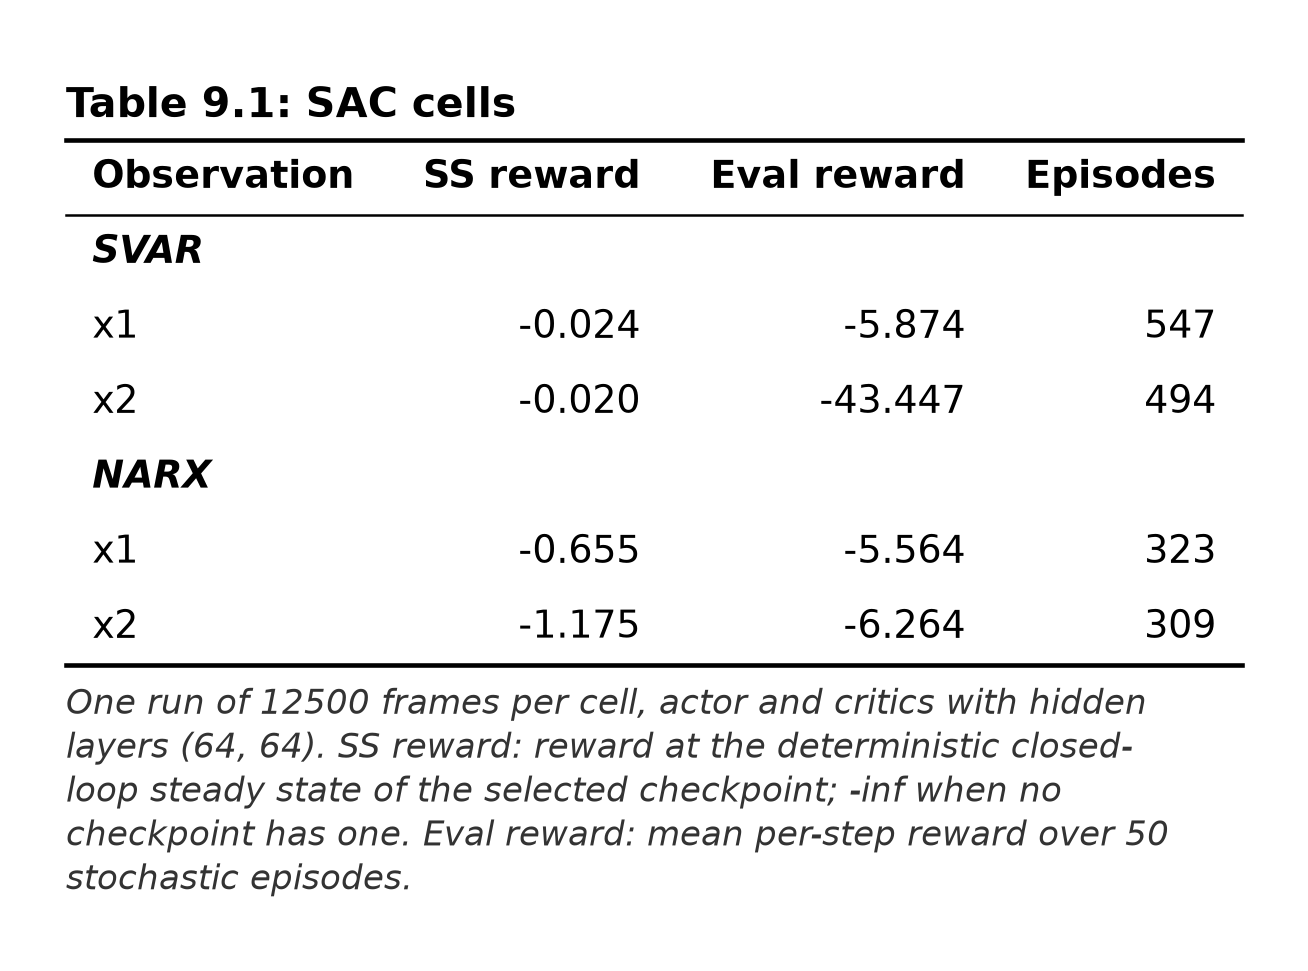 Table 9.1: SAC cells
Observation SS reward Eval reward Episodes
SVAR
x1 -0.024 -5.874 547
x2 -0.020 -43.447 494
NARX
x1 -0.655 -5.564 323
x2 -1.175 -6.264 309
One run of 12500 frames per cell, actor and critics with hidden
layers (64, 64). SS reward: reward at the deterministic closed-
loop steady state of the selected checkpoint; -inf when no
checkpoint has one. Eval reward: mean per-step reward over 50
stochastic episodes.